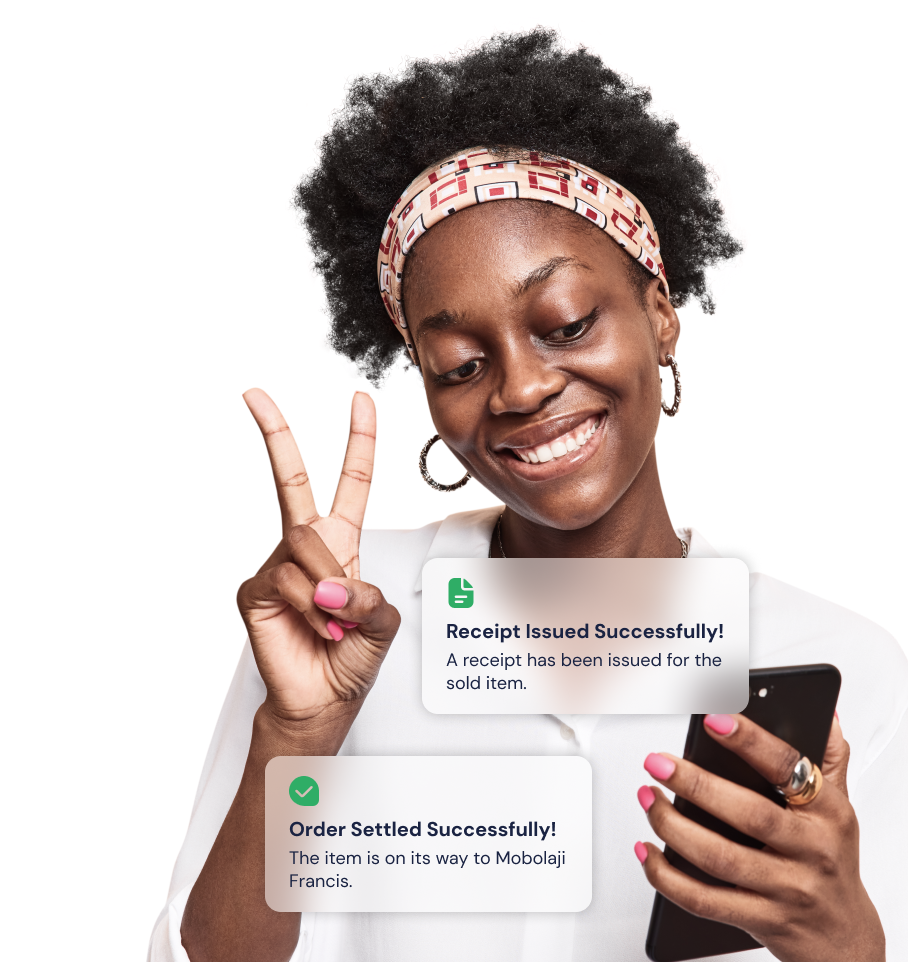 Receipt Issued Successfully!
A receipt has been issued for the
sold item.
Order Settled Successfully!
The item is on its way to Mobolaji
Francis.